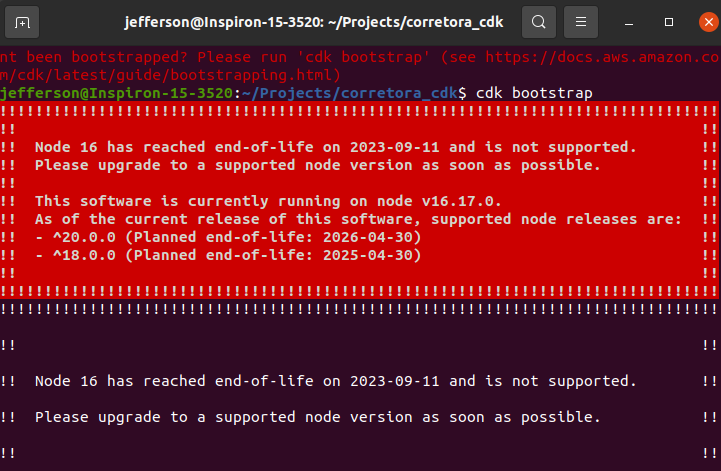 jefferson@Inspiron-15-3520: ~/Projects/corretora_cdk
nt been bootstrapped? Please run 'cdk bootstrap' (see https://docs.aws.amazon.co
m/cdk/latest/guide/bootstrapping.html)
jefferson@Inspiron-15-3520:~/Projects/corretora_cdk$ cdk bootstrap
!!!!!!!!!!!!!!!!!!!!!!!!!!!!!!!!!!!!!!!!!!!!!!!!!!!!!!!!!!!!!!!!!!!!!!!!!!!!!!!!
!!                                                                            !!
!!  Node 16 has reached end-of-life on 2023-09-11 and is not supported.       !!
!!  Please upgrade to a supported node version as soon as possible.           !!
!!                                                                            !!
!!  This software is currently running on node v16.17.0.                      !!
!!  As of the current release of this software, supported node releases are:  !!
!!  - ^20.0.0 (Planned end-of-life: 2026-04-30)                               !!
!!  - ^18.0.0 (Planned end-of-life: 2025-04-30)                               !!
!!                                                                            !!
!!!!!!!!!!!!!!!!!!!!!!!!!!!!!!!!!!!!!!!!!!!!!!!!!!!!!!!!!!!!!!!!!!!!!!!!!!!!!!!!
!!!!!!!!!!!!!!!!!!!!!!!!!!!!!!!!!!!!!!!!!!!!!!!!!!!!!!!!!!!!!!!!!!!!!!!!!!!!!!!!
!!                                                                            !!
!!  Node 16 has reached end-of-life on 2023-09-11 and is not supported.       !!
!!  Please upgrade to a supported node version as soon as possible.           !!
!!                                                                            !!